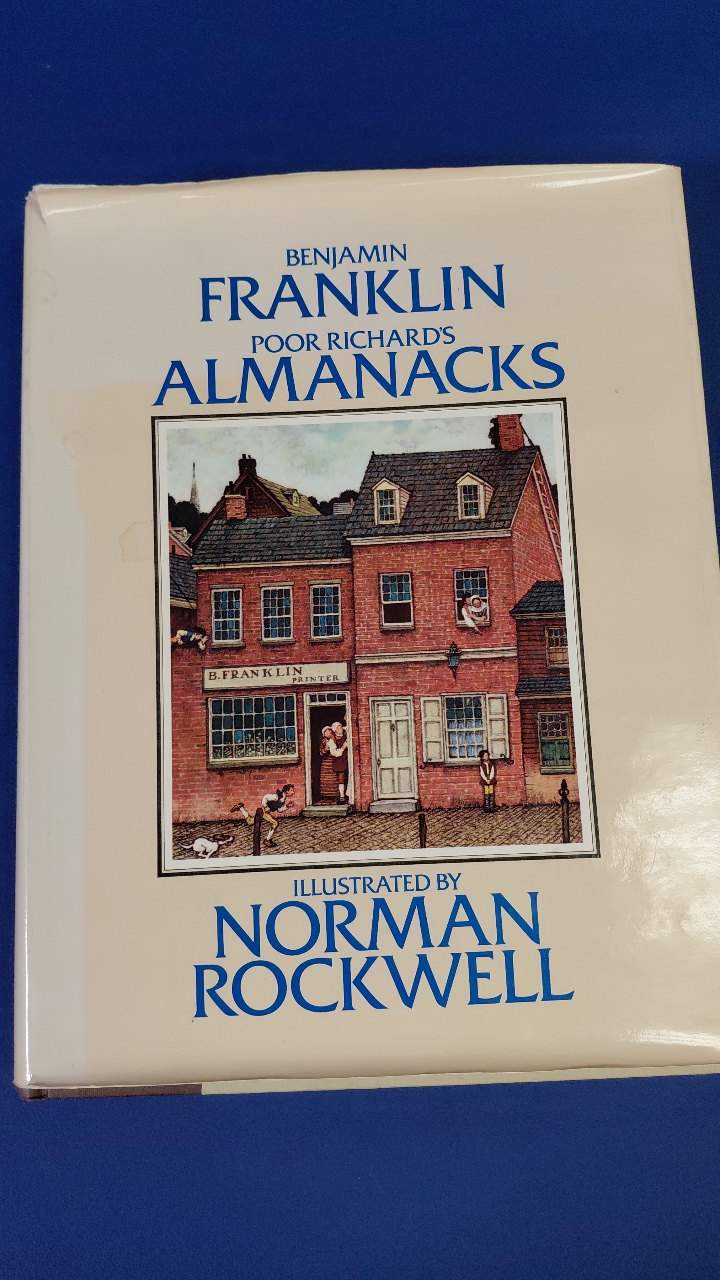 BENJAMIN
FRANKLIN
POOR RICHARD'S
ALMANACKS
B. FRANKLIN
PRINTER
ILLUSTRATED BY
NORMAN
ROCKWELL